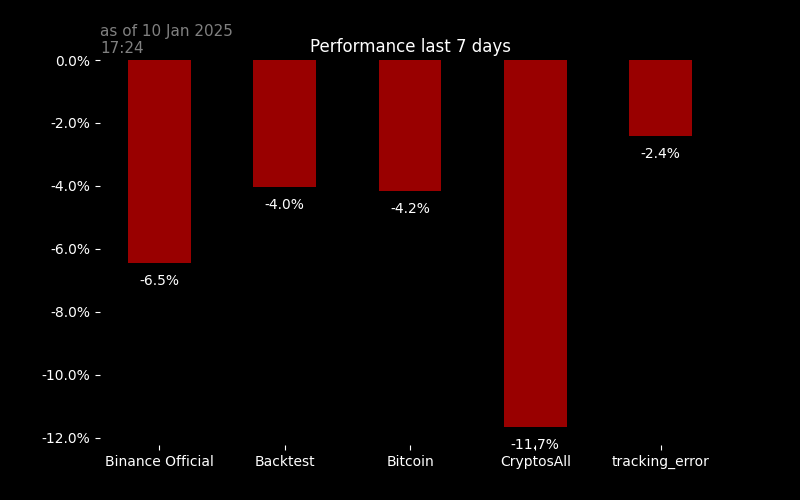 as of 10 Jan 2025
17:24
Performance last 7 days
0.0%
-2.0%
-4.0%
-6.0%
-8.0%
-10.0%
-12.0%
-6.5%
-4.0%
-4.2%
-11.7%
-2.4%
Binance Official
Backtest
Bitcoin
CryptosAll
tracking_error